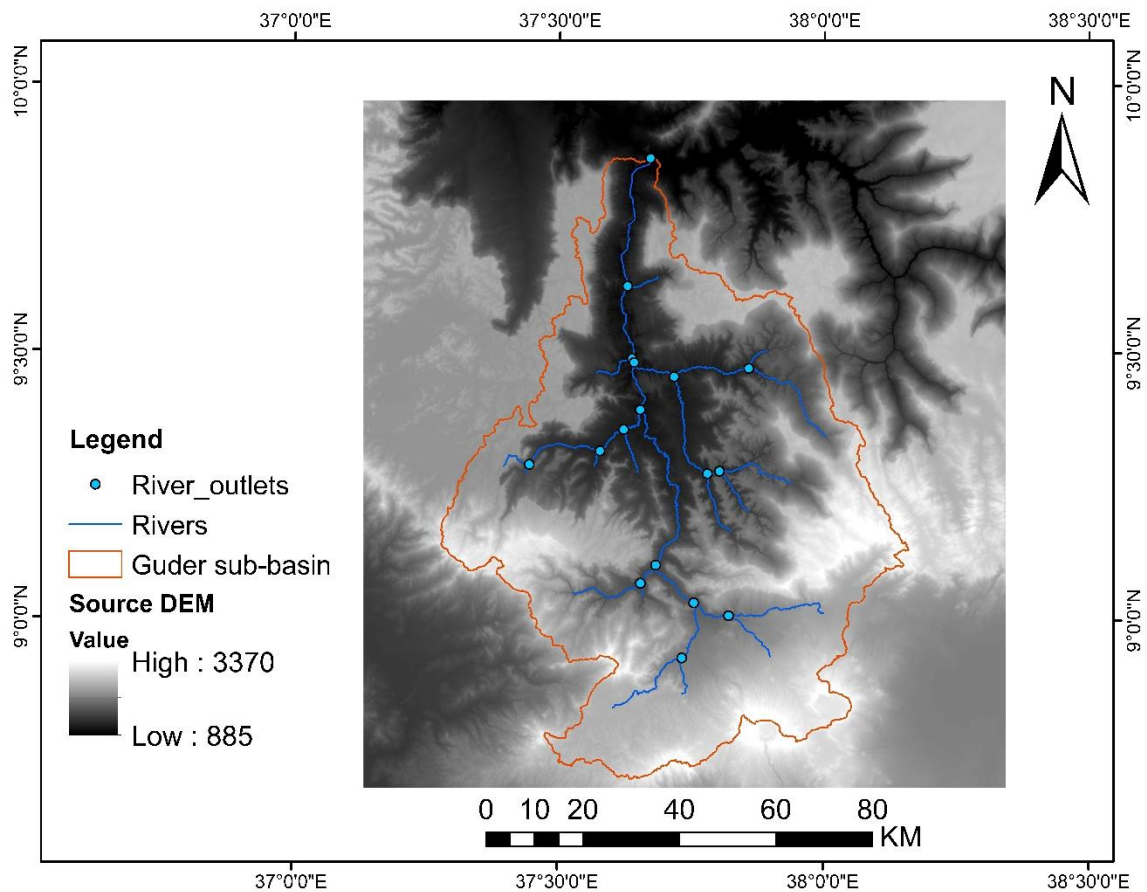 37°0'0"E 37°30'0"E 38°0'0"E 38°30'0"E
10°0'0"N
10°0'0"N
N
9°30'0"N
9°30'0"N
Legend
River_outlets
Rivers
Guder sub-basin
Source DEM
Value
High : 3370
Low : 885
9°0'0"N
9°0'0"N
0 10 20 40 60 80
KM
37°0'0"E 37°30'0"E 38°0'0"E 38°30'0"E